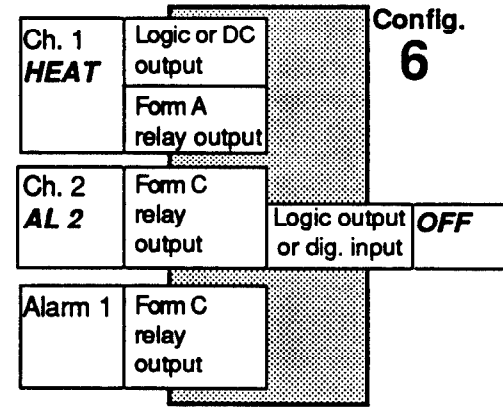 Config.
6
Ch. 1
HEAT
Logic or DC
output
Form A
relay output
Ch. 2
AL 2
Form C
relay
output
Logic output
or dig. input
OFF
Alarm 1
Form C
relay
output